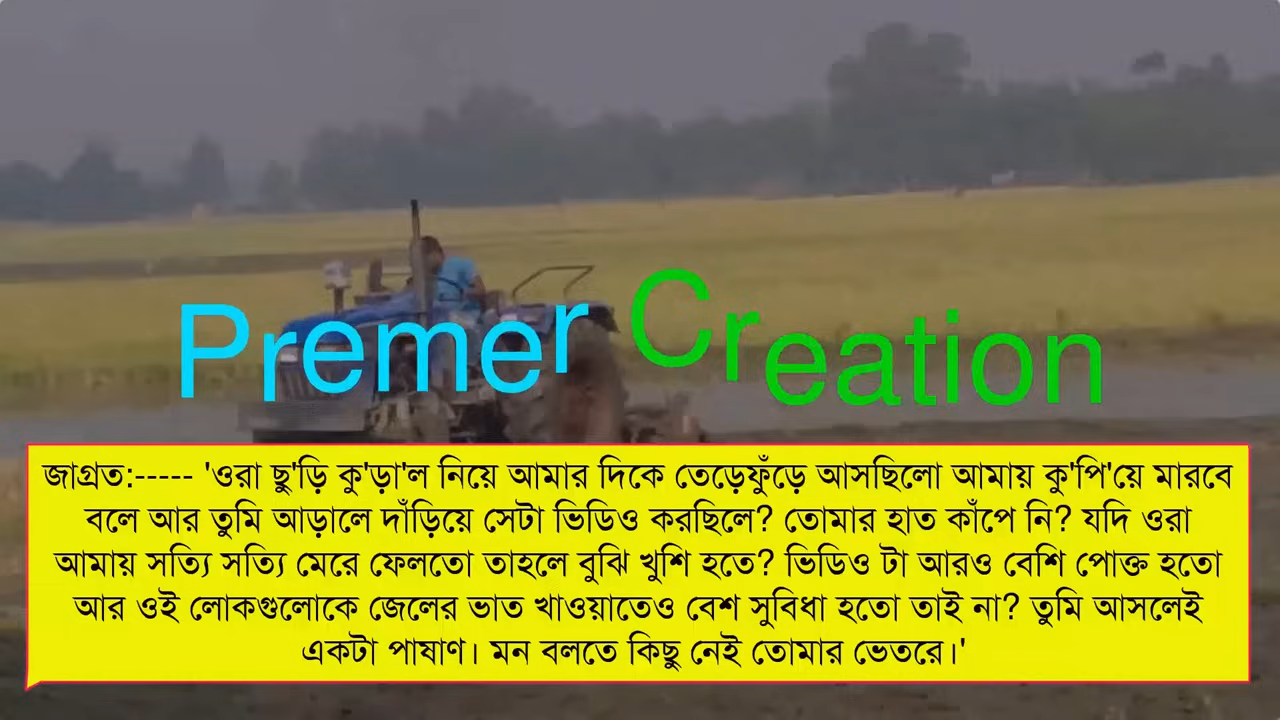 Premer Creation
জাগ্রত:----- 'ওরা ছু'ড়ি কু'ড়া'ল নিয়ে আমার দিকে তেড়েফুঁড়ে আসছিলো আমায় কু'পি'য়ে মারবে
বলে আর তুমি আড়ালে দাঁড়িয়ে সেটা ভিডিও করছিলে? তোমার হাত কাঁপে নি? যদি ওরা
আমায় সত্যি সত্যি মেরে ফেলতো তাহলে বুঝি খুশি হতে? ভিডিও টা আরও বেশি পোক্ত হতো
আর ওই লোকগুলোকে জেলের ভাত খাওয়াতেও বেশ সুবিধা হতো তাই না? তুমি আসলেই
একটা পাষাণ। মন বলতে কিছু নেই তোমার ভেতরে।'